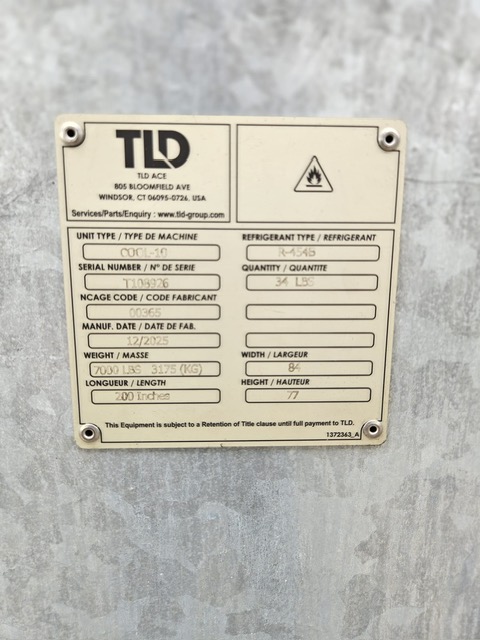 TLD
TLD ACE
805 BLOOMFIELD AVE
WINDSOR, CT 06095-0726, USA
Services/Parts/Enquiry : www.tld-group.com
UNIT TYPE / TYPE DE MACHINE
COOL-10
SERIAL NUMBER / N° DE SERIE
T108926
NCAGE CODE / CODE FABRICANT
00365
MANUF. DATE / DATE DE FAB.
12/2025
WEIGHT / MASSE
7000 LBS 3175 (KG)
LONGUEUR / LENGTH
200 Inches
REFRIGERANT TYPE / REFRIGERANT
R-454B
QUANTITY / QUANTITE
34 LBS
WIDTH / LARGEUR
84
HEIGHT / HAUTEUR
77
This Equipment is subject to a Retention of Title clause until full payment to TLD.
1372363_A